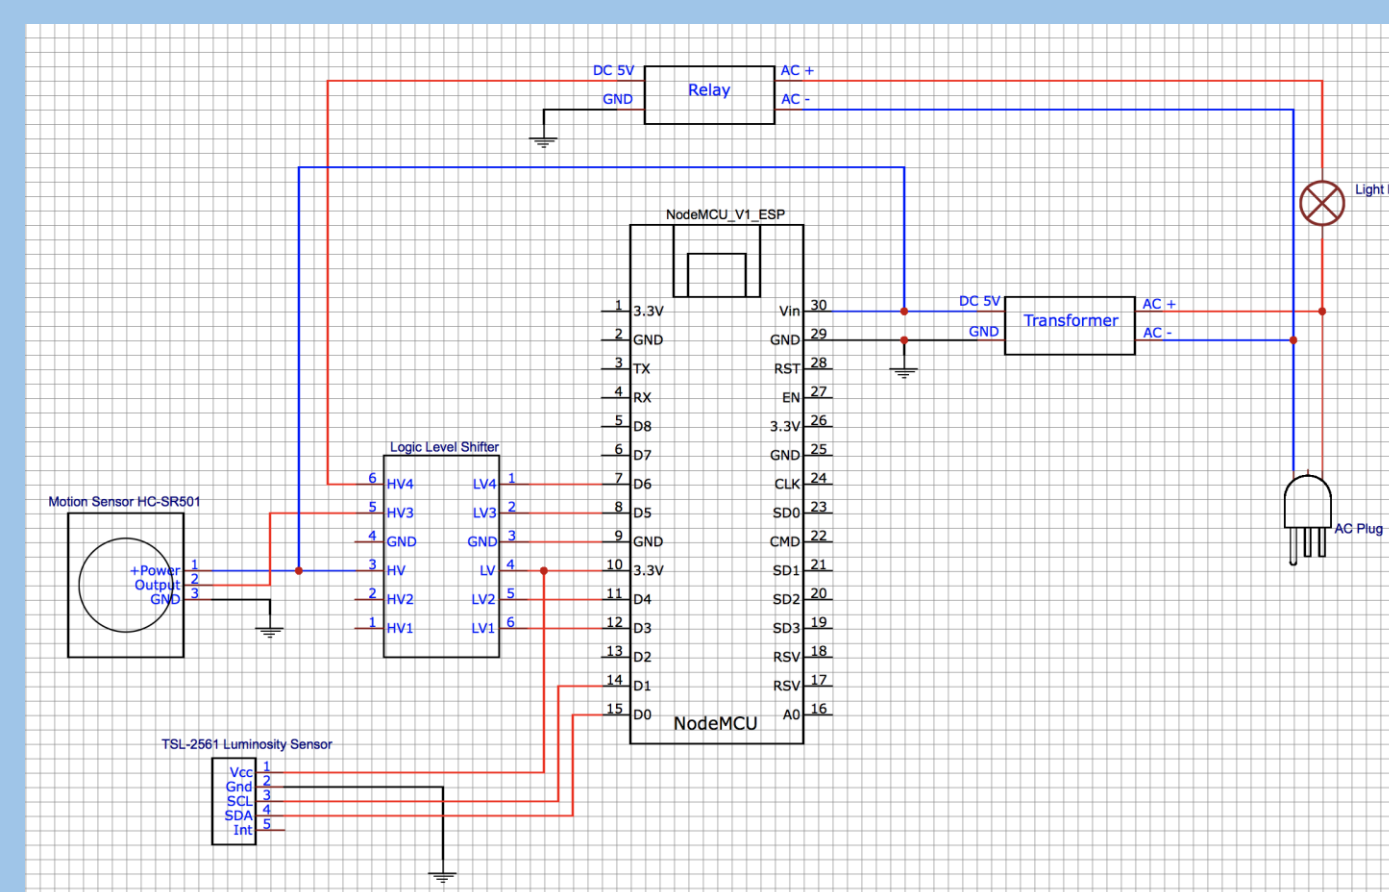 DC 5V
GND
Relay
AC +
AC -
Light
NodeMCU_V1_ESP
1 3.3V
2 GND
3 TX
4 RX
5 D8
6 D7
7 D6
8 D5
9 GND
10 3.3V
11 D4
12 D3
13 D2
14 D1
15 D0
Vin 30
GND 29
RST 28
EN 27
3.3V 26
GND 25
CLK 24
SD0 23
CMD 22
SD1 21
SD2 20
SD3 19
RSV 18
RSV 17
A0 16
NodeMCU
DC 5V
GND
Transformer
AC +
AC -
AC Plug
Logic Level Shifter
6 HV4
5 HV3
4 GND
3 HV
2 HV2
1 HV1
LV4 1
LV3 2
GND 3
LV 4
LV2 5
LV1 6
Motion Sensor HC-SR501
+Power 1
Output 2
GND 3
TSL-2561 Luminosity Sensor
Vcc 1
Gnd 2
SCL 3
SDA 4
Int 5